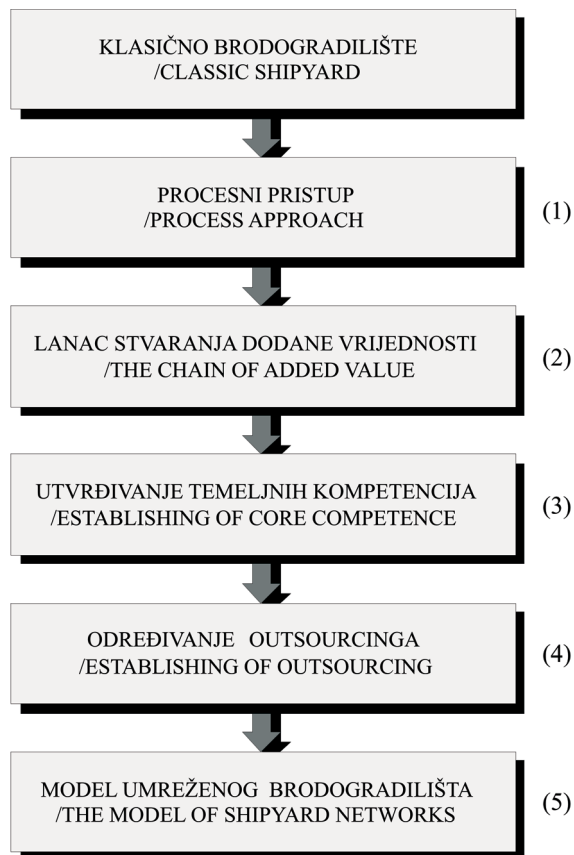 KLASIČNO BRODOGRADILIŠTE
/CLASSIC SHIPYARD
PROCESNI PRISTUP
/PROCESS APPROACH
(1)
LANAC STVARANJA DODANE VRIJEDNOSTI
/THE CHAIN OF ADDED VALUE
(2)
UTVRĐIVANJE TEMELJNIH KOMPETENCIJA
/ESTABLISHING OF CORE COMPETENCE
(3)
ODREĐIVANJE OUTSOURCINGA
/ESTABLISHING OF OUTSOURCING
(4)
MODEL UMREŽENOG BRODOGRADILIŠTA
/THE MODEL OF SHIPYARD NETWORKS
(5)